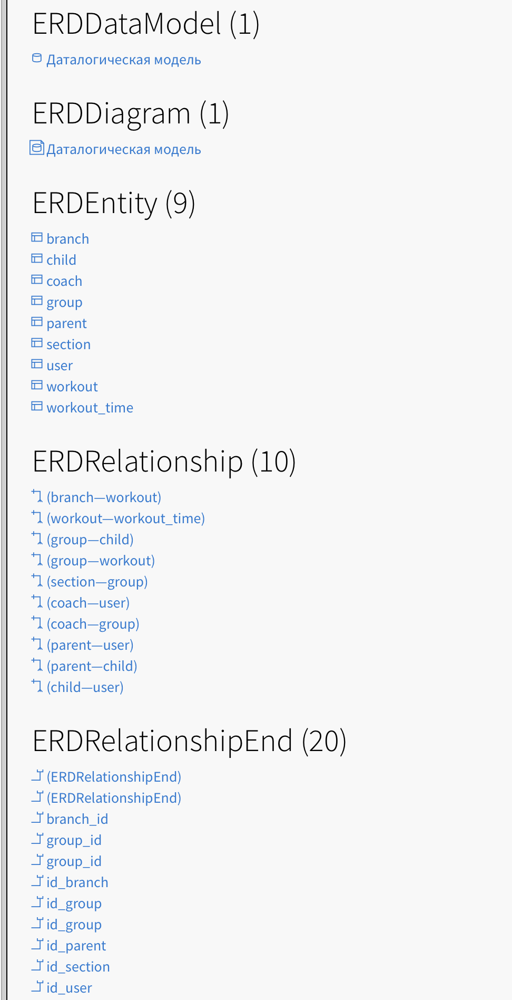 ERDDataModel (1)
Даталогическая модель
ERDDiagram (1)
Даталогическая модель
ERDEntity (9)
branch
child
coach
group
parent
section
user
workout
workout_time
ERDRelationship (10)
(branch—workout)
(workout—workout_time)
(group—child)
(group—workout)
(section—group)
(coach—user)
(coach—group)
(parent—user)
(parent—child)
(child—user)
ERDRelationshipEnd (20)
(ERDRelationshipEnd)
(ERDRelationshipEnd)
branch_id
group_id
group_id
id_branch
id_group
id_group
id_parent
id_section
id_user